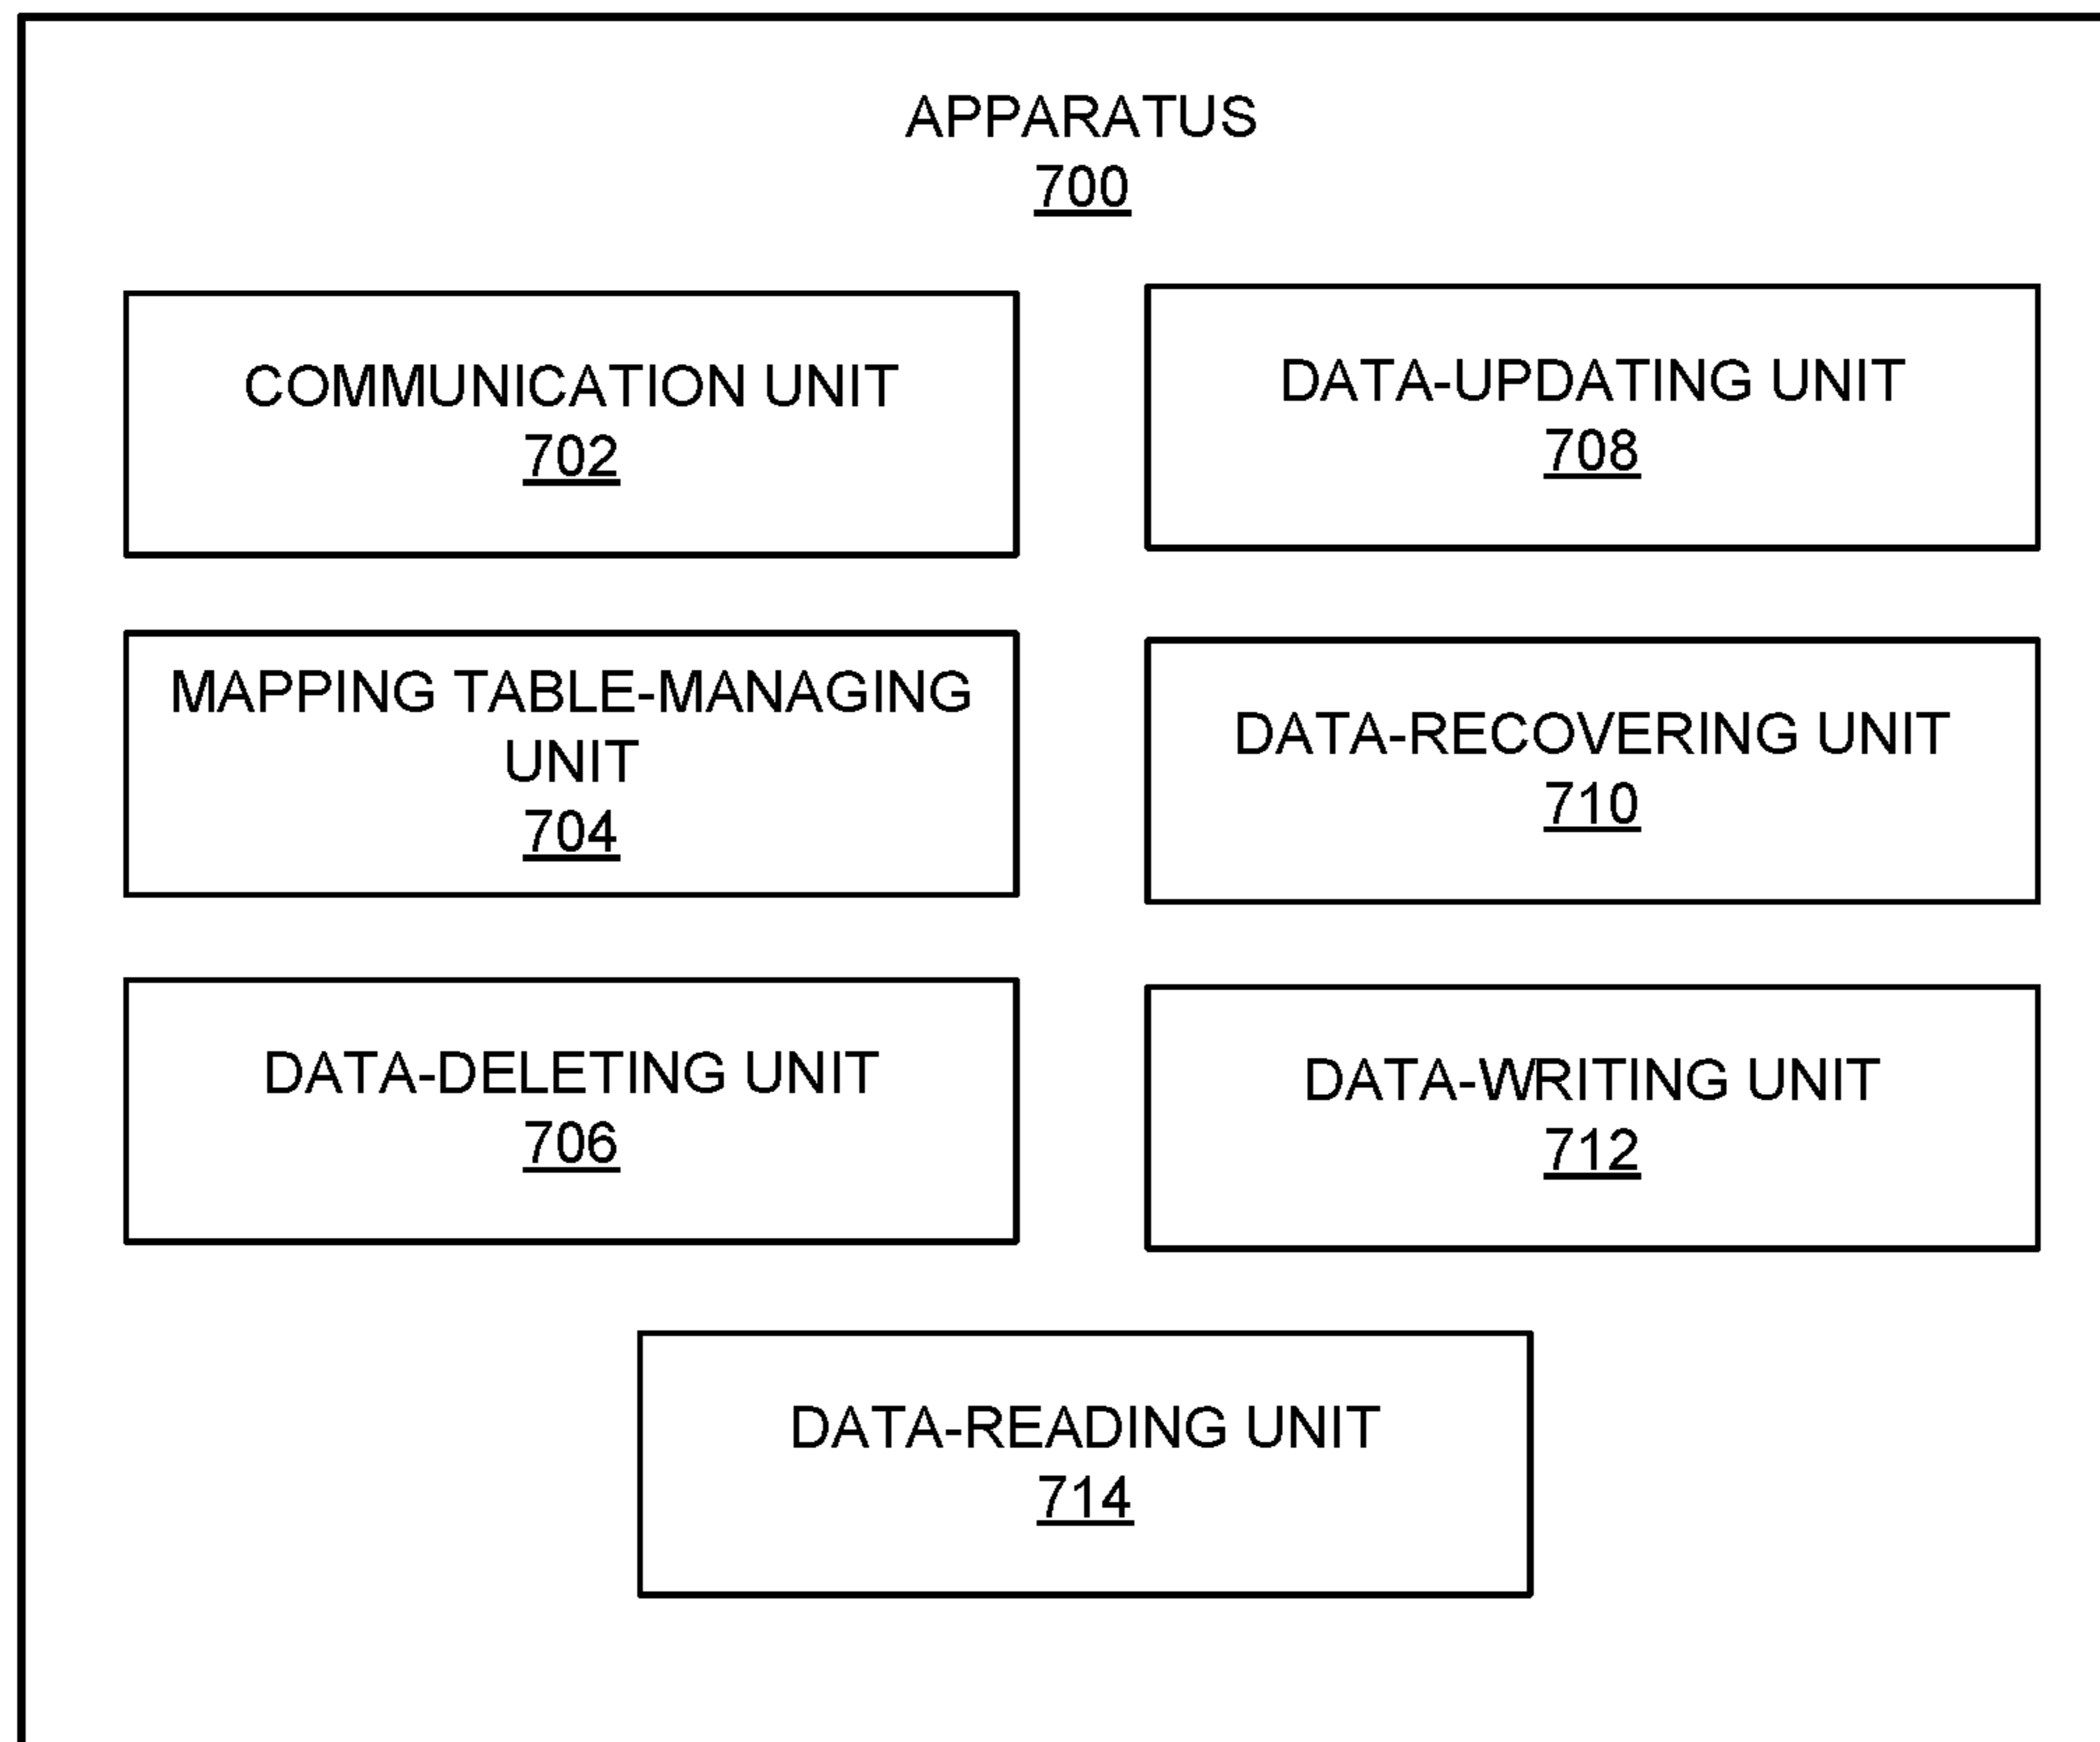 APPARATUS
700
COMMUNICATION UNIT
702
DATA-UPDATING UNIT
708
MAPPING TABLE-MANAGING
UNIT
704
DATA-RECOVERING UNIT
710
DATA-DELETING UNIT
706
DATA-WRITING UNIT
712
DATA-READING UNIT
714